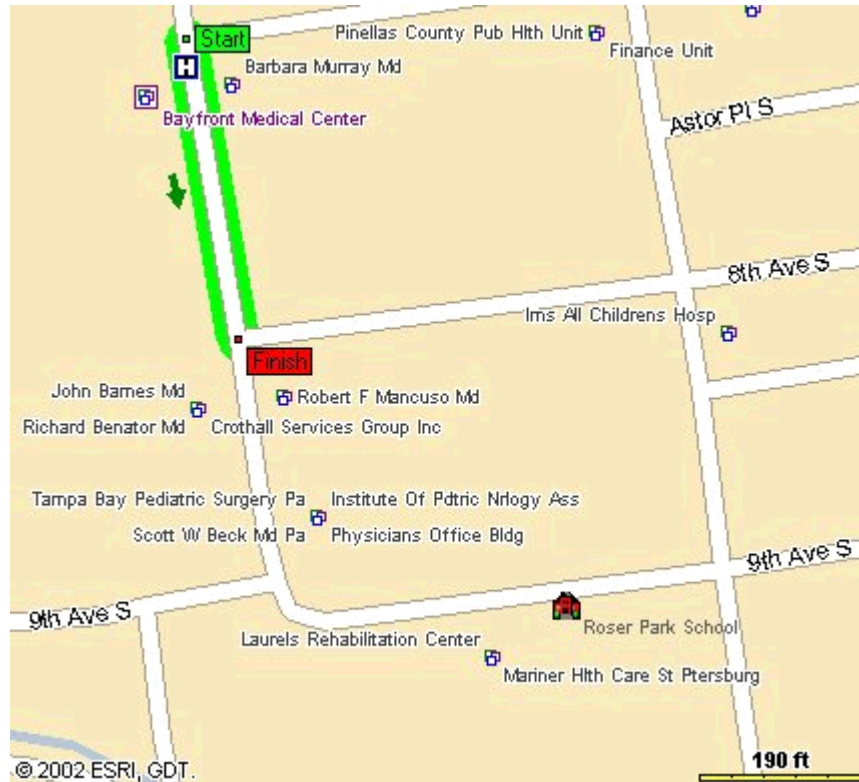 Start
Pinellas County Pub Hlth Unit
Finance Unit
H
Barbara Murray Md
Bayfront Medical Center
Astor Pl S
8th Ave S
Ims All Childrens Hosp
Finish
John Barnes Md
Robert F Mancuso Md
Richard Benator Md
Crothall Services Group Inc
Tampa Bay Pediatric Surgery Pa
Institute Of Pdtric Nrlogy Ass
Scott W Beck Md Pa
Physicians Office Bldg
9th Ave S
9th Ave S
Roser Park School
Laurels Rehabilitation Center
Mariner Hlth Care St Ptersburg
© 2002 ESRI, GDT.
190 ft